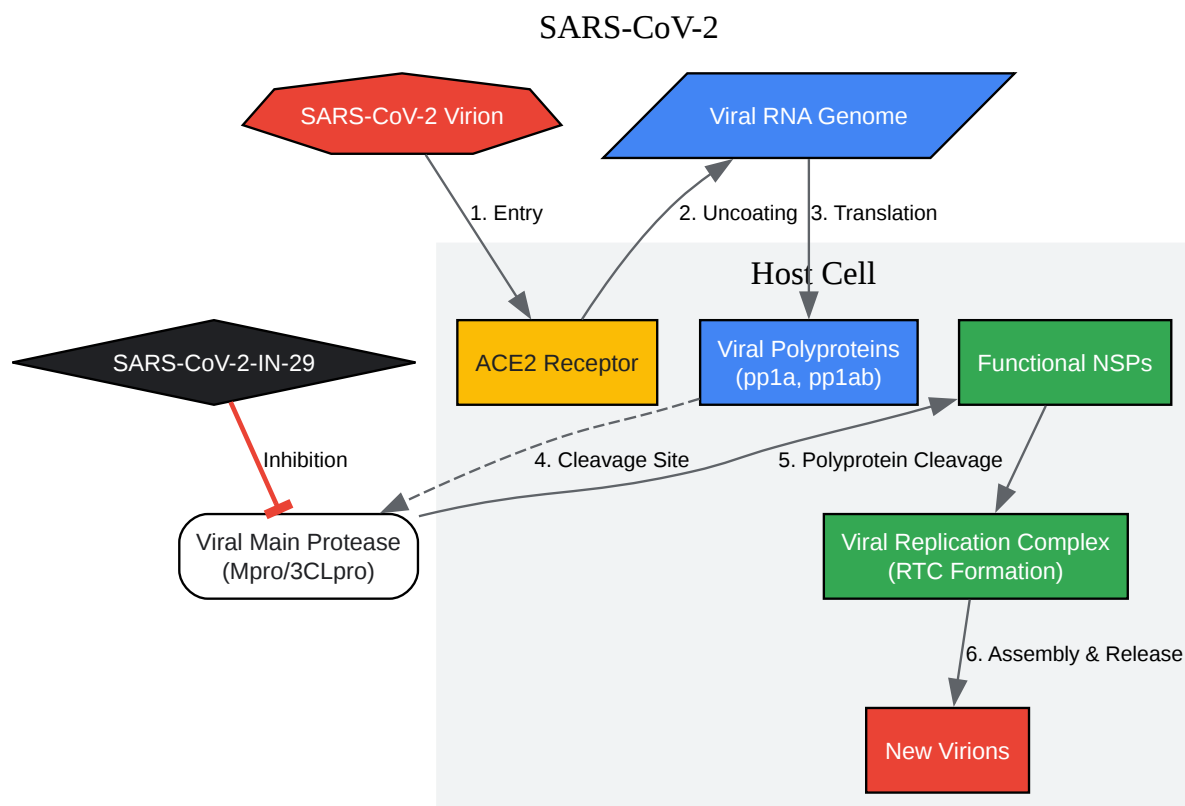 SARS-CoV-2
SARS-CoV-2 Virion
Viral RNA Genome
1. Entry
2. Uncoating
3. Translation
Host Cell
SARS-CoV-2-IN-29
ACE2 Receptor
Viral Polyproteins
(pp1a, pp1ab)
Functional NSPs
Inhibition
4. Cleavage Site
5. Polyprotein Cleavage
Viral Main Protease
(Mpro/3CLpro)
Viral Replication Complex
(RTC Formation)
6. Assembly & Release
New Virions